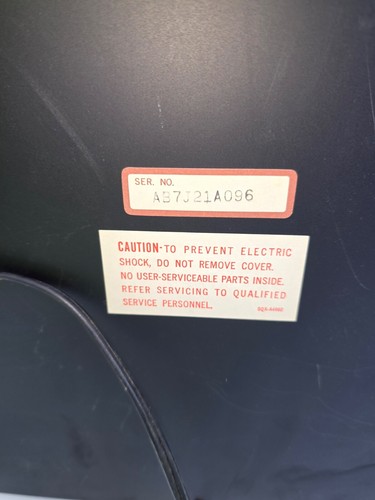 SER. NO.
AB7J21A096
CAUTION-TO PREVENT ELECTRIC
SHOCK, DO NOT REMOVE COVER.
NO USER-SERVICEABLE PARTS INSIDE.
REFER SERVICING TO QUALIFIED
SERVICE PERSONNEL.